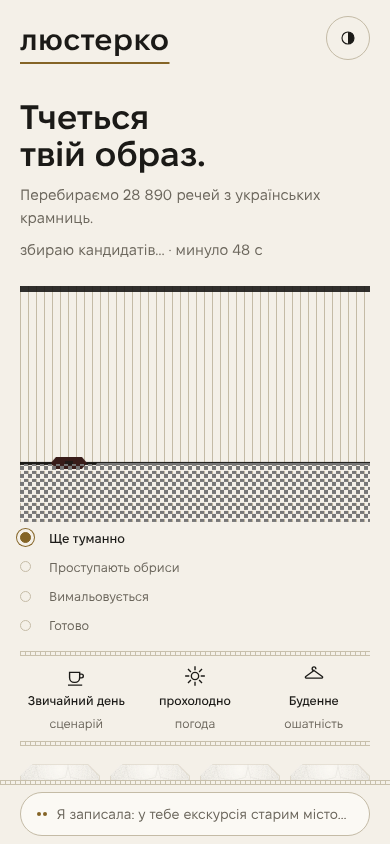 люстерко
Тчеться
твій образ.
Перебираємо 28 890 речей з українських
крамниць.
збираю кандидатів… · минуло 48 с
Ще туманно
Проступають обриси
Вимальовується
Готово
Звичайний день
сценарій
прохолодно
погода
Буденне
ошатність
Я записала: у тебе екскурсія старим місто…